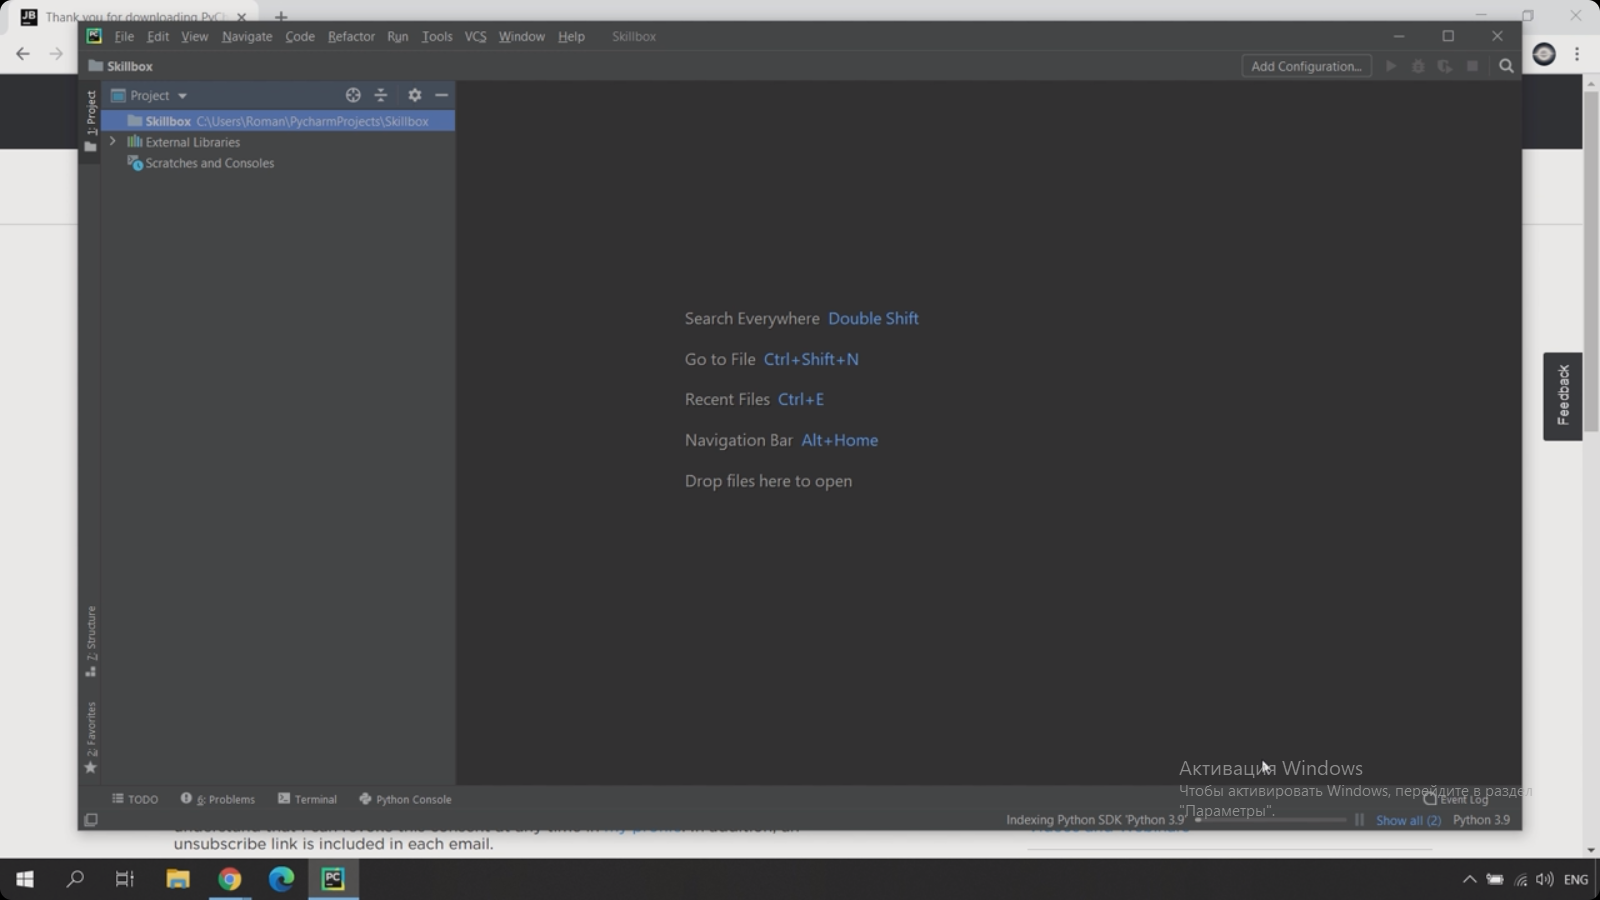 Thank you for downloading PyCh
File Edit View Navigate Code Refactor Run Tools VCS Window Help Skillbox
Skillbox
Add Configuration...
Project
1: Project
Skillbox C:\Users\Roman\PycharmProjects\Skillbox
External Libraries
Scratches and Consoles
Search Everywhere Double Shift
Go to File Ctrl+Shift+N
Recent Files Ctrl+E
Navigation Bar Alt+Home
Drop files here to open
Feedback
7: Structure
2: Favorites
Активация Windows
Чтобы активировать Windows, перейдите в раздел
"Параметры".
TODO 6: Problems Terminal Python Console
Event Log
Indexing Python SDK 'Python 3.9'
Show all (2) Python 3.9
unsubscribe link is included in each email.
ENG